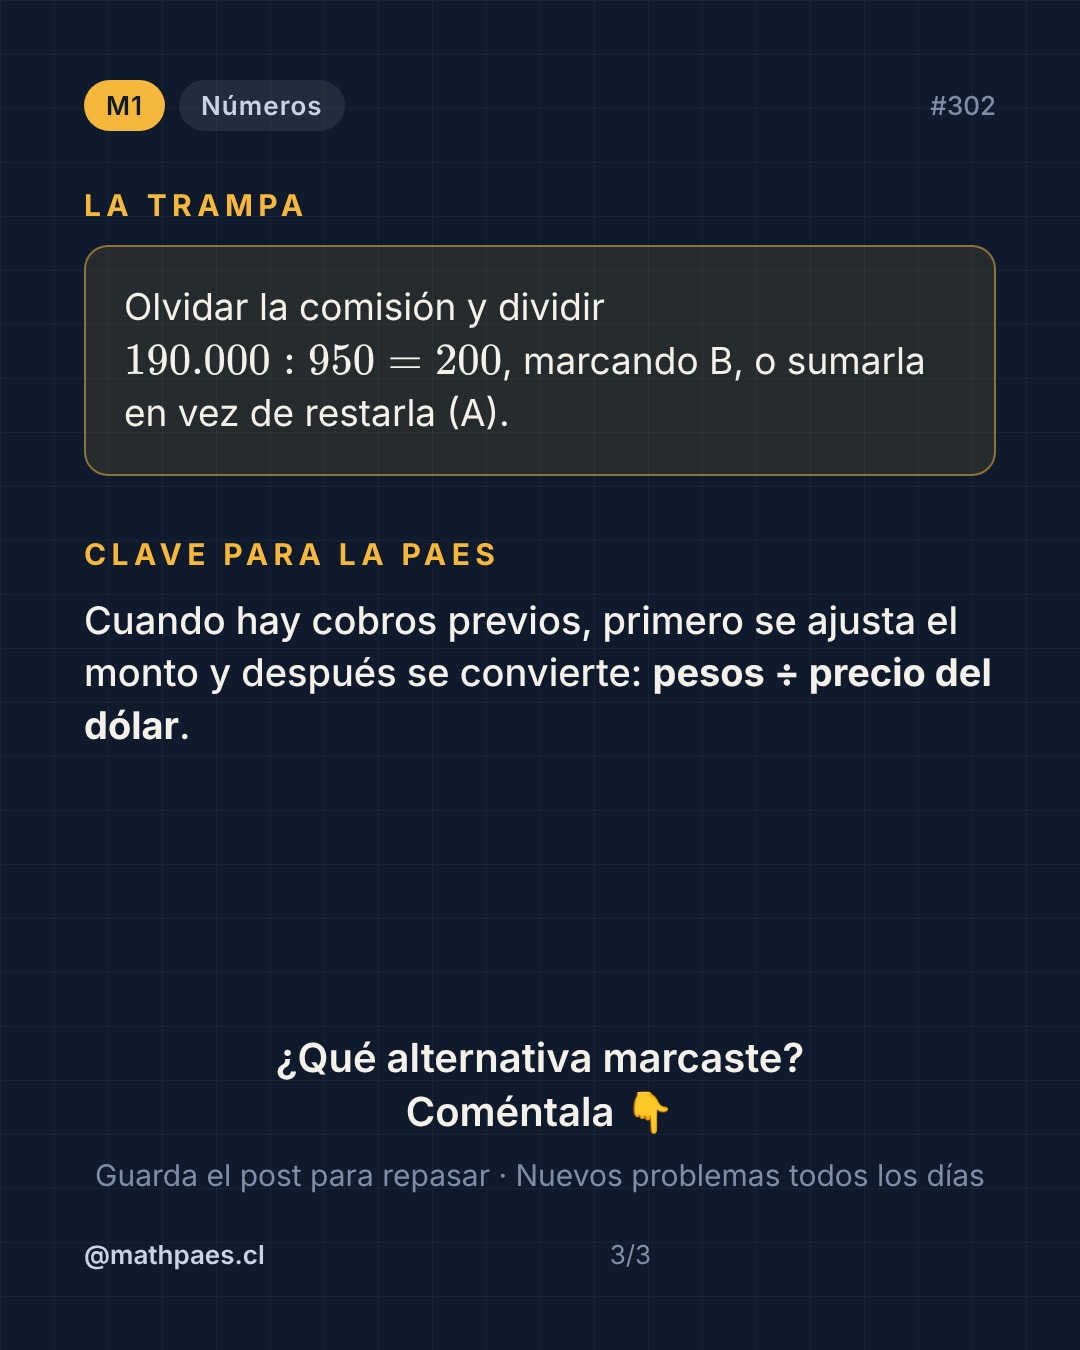 M1 Números #302
LA TRAMPA
Olvidar la comisión y dividir
190.000 : 950 = 200, marcando B, o sumarla
en vez de restarla (A).
CLAVE PARA LA PAES
Cuando hay cobros previos, primero se ajusta el
monto y después se convierte: pesos ÷ precio del
dólar.
¿Qué alternativa marcaste?
Coméntala 👇
Guarda el post para repasar · Nuevos problemas todos los días
@mathpaes.cl 3/3